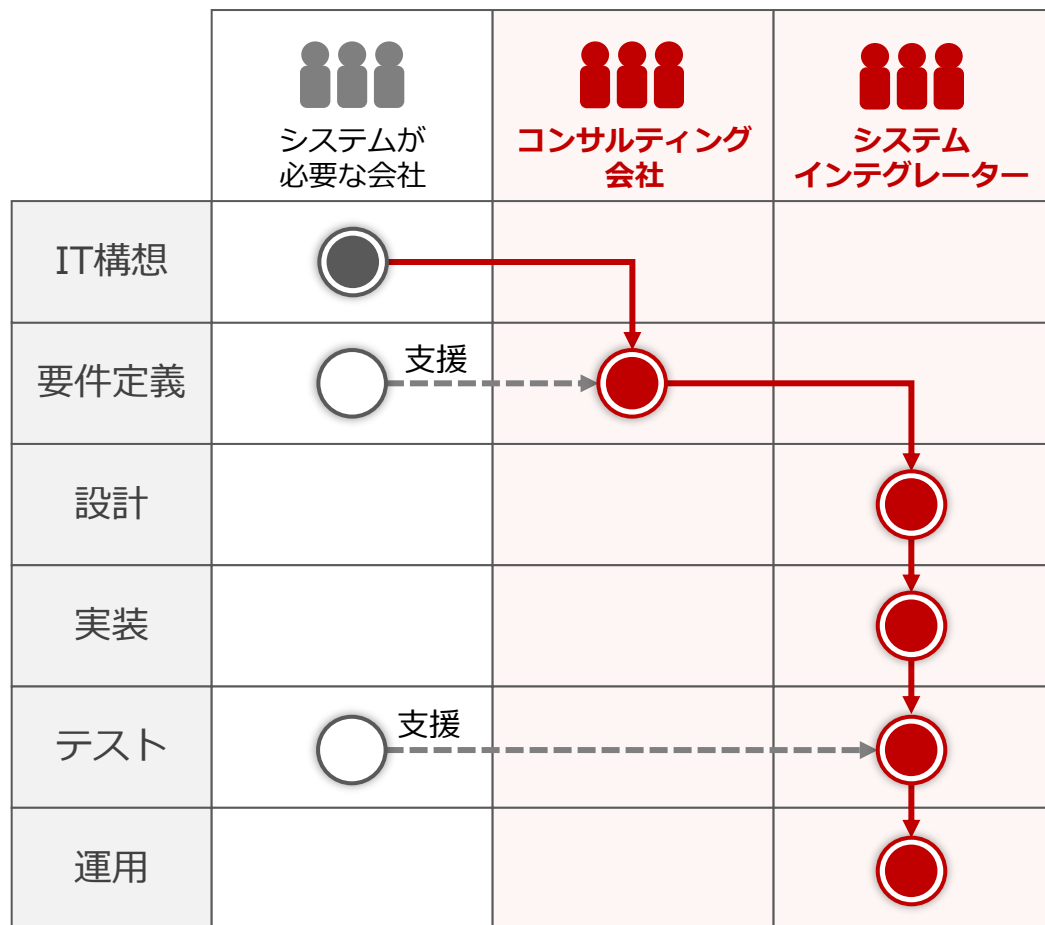 システムが
必要な会社
コンサルティング
会社
システム
インテグレーター
IT構想
要件定義
支援
設計
実装
テスト
支援
運用